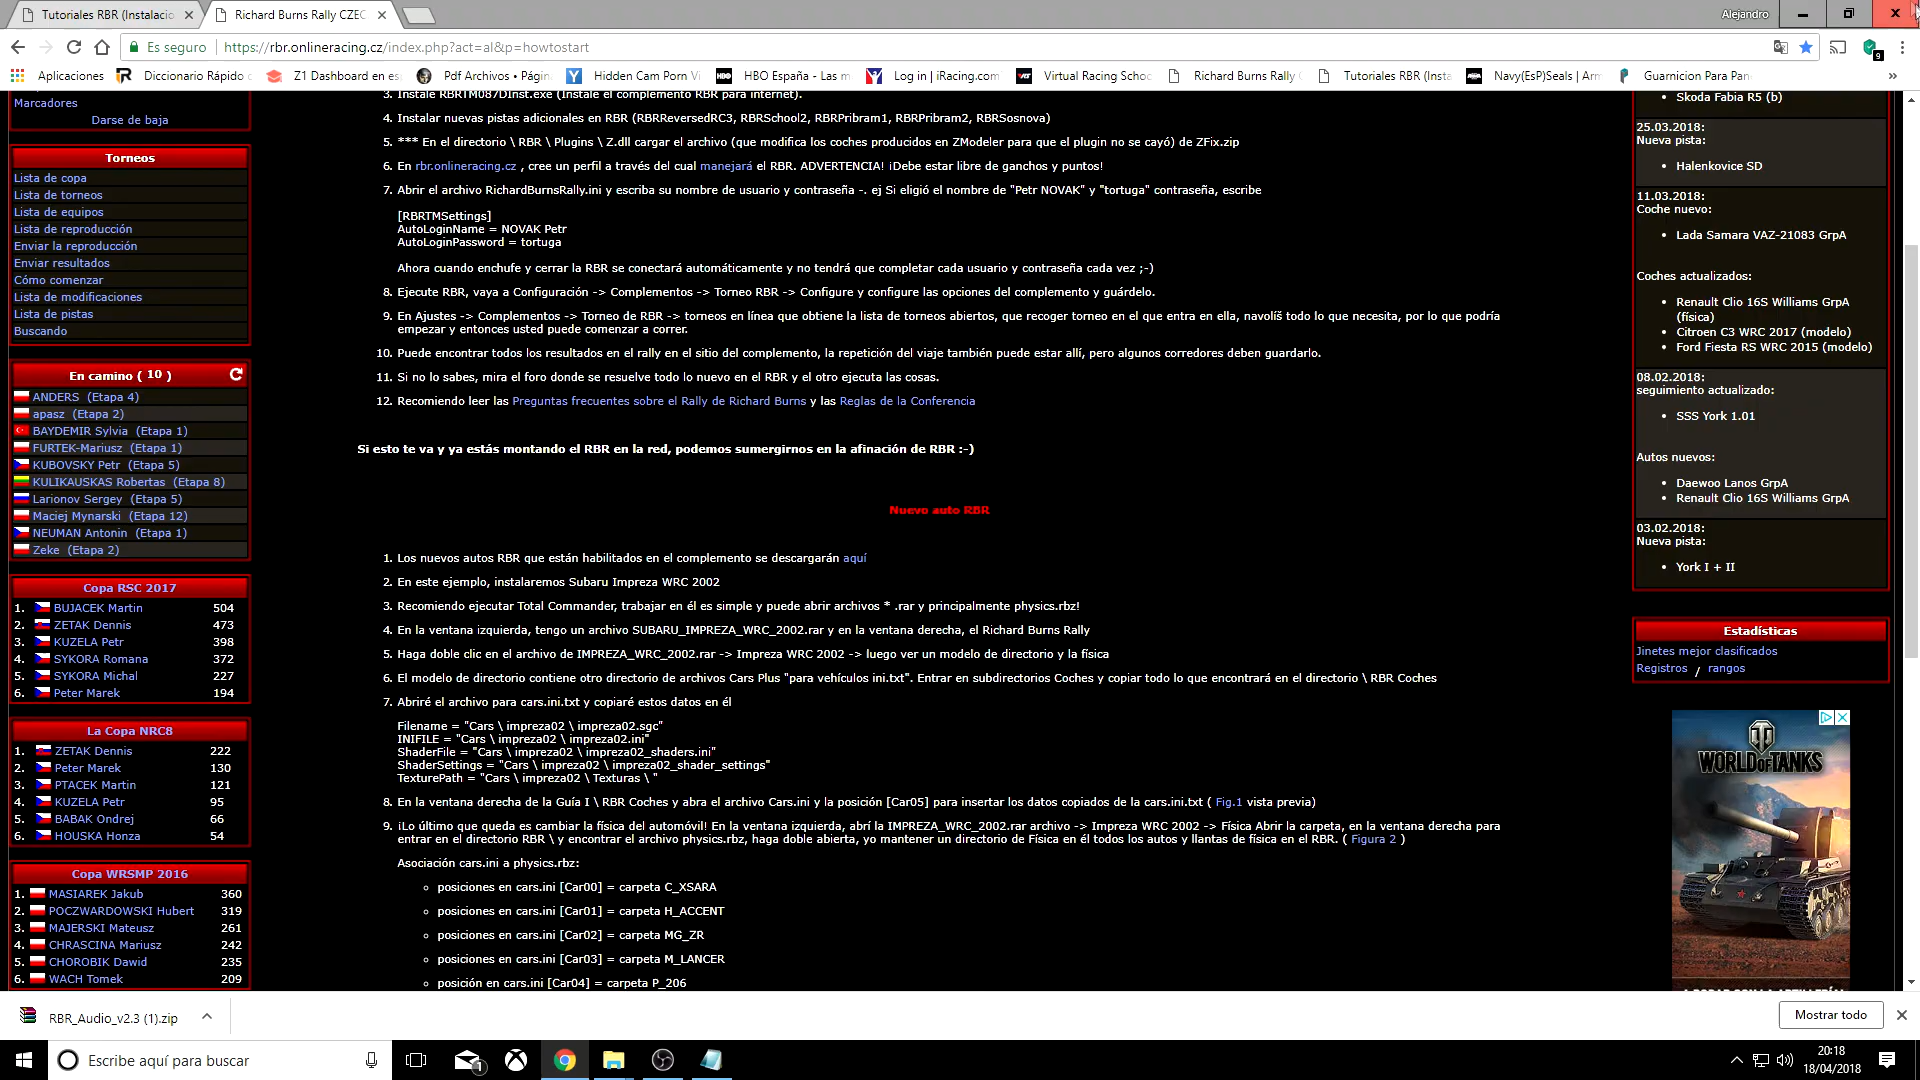 Tutoriales RBR (Instalacio
Richard Burns Rally CZEC
Alejandro
Es seguro
https://rbr.onlineracing.cz/index.php?act=al&p=howtostart
9
Aplicaciones
Diccionario Rápido
Z1 Dashboard en es
Pdf Archivos • Págin
Hidden Cam Porn Vi
HBO España - Las m
Log in | iRacing.com
Virtual Racing Schoo
Richard Burns Rally
Tutoriales RBR (Insta
Navy(EsP)Seals | Arm
Guarnicion Para Pan
»
Marcadores
Darse de baja
Torneos
Lista de copa
Lista de torneos
Lista de equipos
Lista de reproducción
Enviar la reproducción
Enviar resultados
Cómo comenzar
Lista de modificaciones
Lista de pistas
Buscando
En camino ( 10 )
ANDERS (Etapa 4)
apasz (Etapa 2)
BAYDEMIR Sylvia (Etapa 1)
FURTEK-Mariusz (Etapa 1)
KUBOVSKY Petr (Etapa 5)
KULIKAUSKAS Robertas (Etapa 8)
Larionov Sergey (Etapa 5)
Maciej Mynarski (Etapa 12)
NEUMAN Antonin (Etapa 1)
Zeke (Etapa 2)
Copa RSC 2017
1. BUJACEK Martin 504
2. ZETAK Dennis 473
3. KUZELA Petr 398
4. SYKORA Romana 372
5. SYKORA Michal 227
6. Peter Marek 194
La Copa NRC8
1. ZETAK Dennis 222
2. Peter Marek 130
3. PTACEK Martin 121
4. KUZELA Petr 95
5. BABAK Ondrej 66
6. HOUSKA Honza 54
Copa WRSMP 2016
1. MASIAREK Jakub 360
2. POCZWARDOWSKI Hubert 319
3. MAJERSKI Mateusz 261
4. CHRASCINA Mariusz 242
5. CHOROBIK Dawid 235
6. WACH Tomek 209
3. Instale RBRTM087DInst.exe (Instale el complemento RBR para internet).
4. Instalar nuevas pistas adicionales en RBR (RBRReversedRC3, RBRSchool2, RBRPribram1, RBRPribram2, RBRSosnova)
5. *** En el directorio \ RBR \ Plugins \ Z.dll cargar el archivo (que modifica los coches producidos en ZModeler para que el plugin no se cayó) de ZFix.zip
6. En rbr.onlineracing.cz , cree un perfil a través del cual manejará el RBR. ADVERTENCIA! ¡Debe estar libre de ganchos y puntos!
7. Abrir el archivo RichardBurnsRally.ini y escriba su nombre de usuario y contraseña -. ej Si eligió el nombre de "Petr NOVAK" y "tortuga" contraseña, escribe
[RBRTMSettings]
AutoLoginName = NOVAK Petr
AutoLoginPassword = tortuga
Ahora cuando enchufe y cerrar la RBR se conectará automáticamente y no tendrá que completar cada usuario y contraseña cada vez ;-)
8. Ejecute RBR, vaya a Configuración -> Complementos -> Torneo RBR -> Configure y configure las opciones del complemento y guárdelo.
9. En Ajustes -> Complementos -> Torneo de RBR -> torneos en línea que obtiene la lista de torneos abiertos, que recoger torneo en el que entra en ella, navolíš todo lo que necesita, por lo que podría
empezar y entonces usted puede comenzar a correr.
10. Puede encontrar todos los resultados en el rally en el sitio del complemento, la repetición del viaje también puede estar allí, pero algunos corredores deben guardarlo.
11. Si no lo sabes, mira el foro donde se resuelve todo lo nuevo en el RBR y el otro ejecuta las cosas.
12. Recomiendo leer las Preguntas frecuentes sobre el Rally de Richard Burns y las Reglas de la Conferencia
Si esto te va y ya estás montando el RBR en la red, podemos sumergirnos en la afinación de RBR :-)
Nuevo auto RBR
1. Los nuevos autos RBR que están habilitados en el complemento se descargarán aquí
2. En este ejemplo, instalaremos Subaru Impreza WRC 2002
3. Recomiendo ejecutar Total Commander, trabajar en él es simple y puede abrir archivos * .rar y principalmente physics.rbz!
4. En la ventana izquierda, tengo un archivo SUBARU_IMPREZA_WRC_2002.rar y en la ventana derecha, el Richard Burns Rally
5. Haga doble clic en el archivo de IMPREZA_WRC_2002.rar -> Impreza WRC 2002 -> luego ver un modelo de directorio y la física
6. El modelo de directorio contiene otro directorio de archivos Cars Plus "para vehículos ini.txt". Entrar en subdirectorios Coches y copiar todo lo que encontrará en el directorio \ RBR Coches
7. Abriré el archivo para cars.ini.txt y copiaré estos datos en él
Filename = "Cars \ impreza02 \ impreza02.sgc"
INIFILE = "Cars \ impreza02 \ impreza02.ini"
ShaderFile = "Cars \ impreza02 \ impreza02_shaders.ini"
ShaderSettings = "Cars \ impreza02 \ impreza02_shader_settings"
TexturePath = "Cars \ impreza02 \ Texturas \ "
8. En la ventana derecha de la Guía I \ RBR Coches y abra el archivo Cars.ini y la posición [Car05] para insertar los datos copiados de la cars.ini.txt ( Fig.1 vista previa)
9. ¡Lo último que queda es cambiar la física del automóvil! En la ventana izquierda, abrí la IMPREZA_WRC_2002.rar archivo -> Impreza WRC 2002 -> Física Abrir la carpeta, en la ventana derecha para
entrar en el directorio RBR \ y encontrar el archivo physics.rbz, haga doble abierta, yo mantener un directorio de Física en él todos los autos y llantas de física en el RBR. ( Figura 2 )
Asociación cars.ini a physics.rbz:
posiciones en cars.ini [Car00] = carpeta C_XSARA
posiciones en cars.ini [Car01] = carpeta H_ACCENT
posiciones en cars.ini [Car02] = carpeta MG_ZR
posiciones en cars.ini [Car03] = carpeta M_LANCER
posición en cars.ini [Car04] = carpeta P_206
Skoda Fabia R5 (b)
25.03.2018:
Nueva pista:
Halenkovice SD
11.03.2018:
Coche nuevo:
Lada Samara VAZ-21083 GrpA
Coches actualizados:
Renault Clio 16S Williams GrpA
(física)
Citroen C3 WRC 2017 (modelo)
Ford Fiesta RS WRC 2015 (modelo)
08.02.2018:
seguimiento actualizado:
SSS York 1.01
Autos nuevos:
Daewoo Lanos GrpA
Renault Clio 16S Williams GrpA
03.02.2018:
Nueva pista:
York I + II
Estadísticas
Jinetes mejor clasificados
Registros / rangos
WORLD OF TANKS
RBR_Audio_v2.3 (1).zip
Mostrar todo
Escribe aquí para buscar
1
20:18
18/04/2018